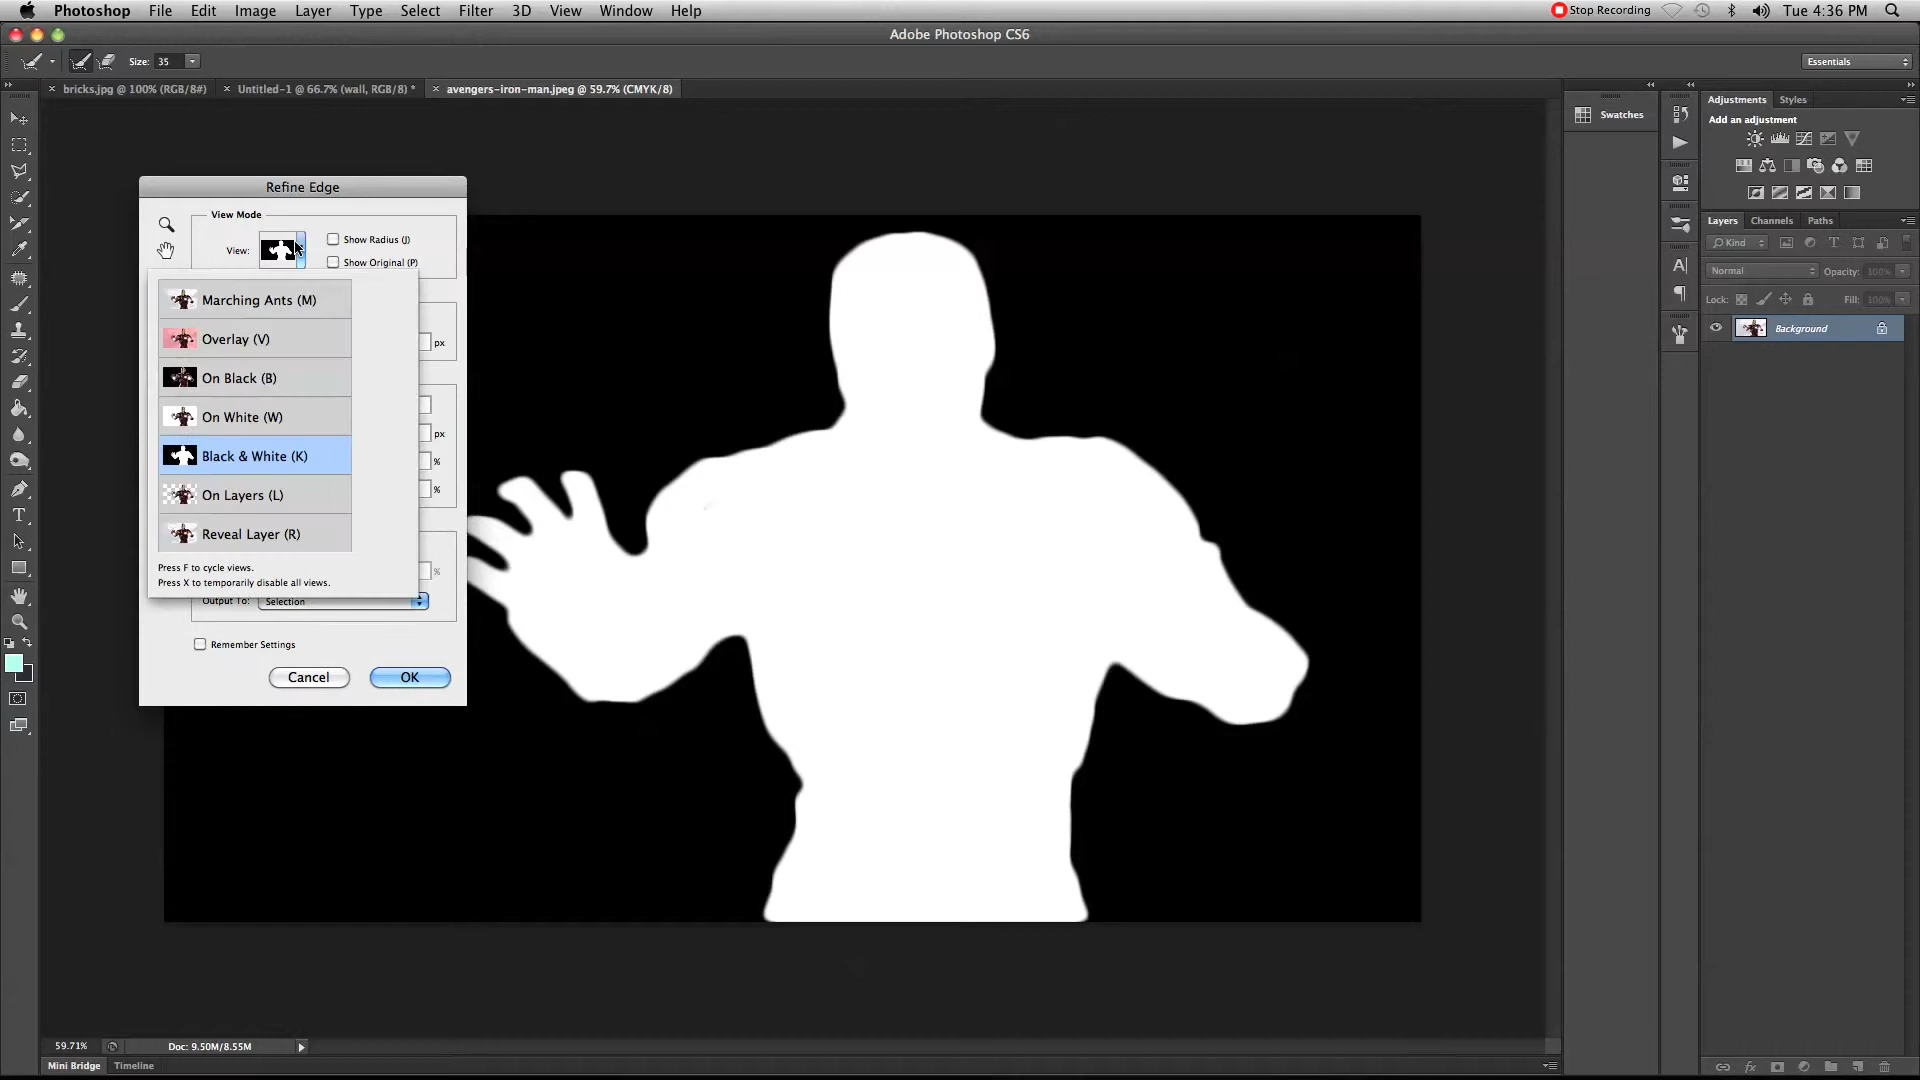 Photoshop File Edit Image Layer Type Select Filter 3D View Window Help Stop Recording Tue 4:36 PM
Adobe Photoshop CS6
Size: 35 Essentials
bricks.jpg @ 100% (RGB/8#) Untitled-1 @ 66.7% (wall, RGB/8) * avengers-iron-man.jpeg @ 59.7% (CMYK/8)
Swatches
Adjustments Styles
Add an adjustment
Refine Edge
View Mode
View: Show Radius (J)
Show Original (P)
Marching Ants (M)
Overlay (V)
px
On Black (B)
On White (W)
px
Black & White (K)
%
On Layers (L)
%
Reveal Layer (R)
Press F to cycle views.
%
Press X to temporarily disable all views.
Output To: Selection
Remember Settings
Cancel OK
Layers Channels Paths
Kind
Normal Opacity: 100%
Lock: Fill: 100%
Background
59.71% Doc: 9.50M/8.55M
Mini Bridge Timeline